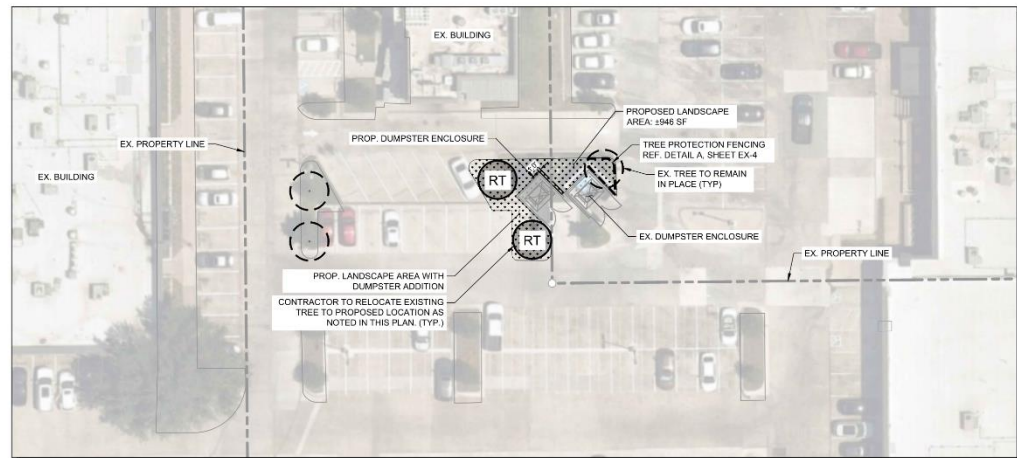 EX. BUILDING
PROPOSED LANDSCAPE
AREA: ±946 SF
PROP. DUMPSTER ENCLOSURE
EX. PROPERTY LINE
TREE PROTECTION FENCING
REF. DETAIL A, SHEET EX-4
EX. BUILDING
EX. TREE TO REMAIN
IN PLACE (TYP)
RT
RT
EX. DUMPSTER ENCLOSURE
EX. PROPERTY LINE
PROP. LANDSCAPE AREA WITH
DUMPSTER ADDITION
CONTRACTOR TO RELOCATE EXISTING
TREE TO PROPOSED LOCATION AS
NOTED IN THIS PLAN. (TYP.)